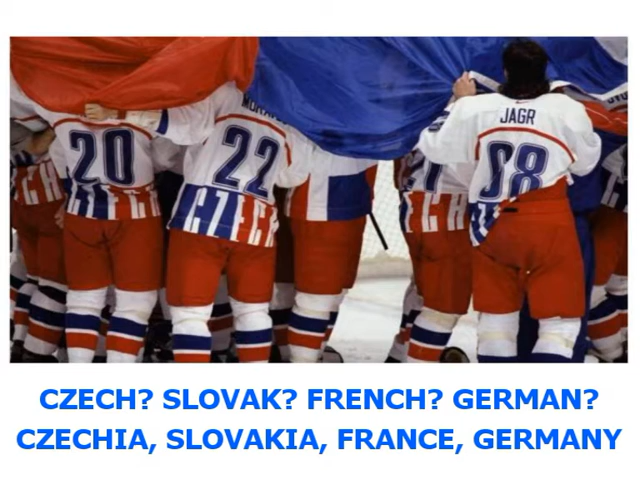 JAGR
20
22
CZECH
CZECH? SLOVAK? FRENCH? GERMAN?
CZECHIA, SLOVAKIA, FRANCE, GERMANY